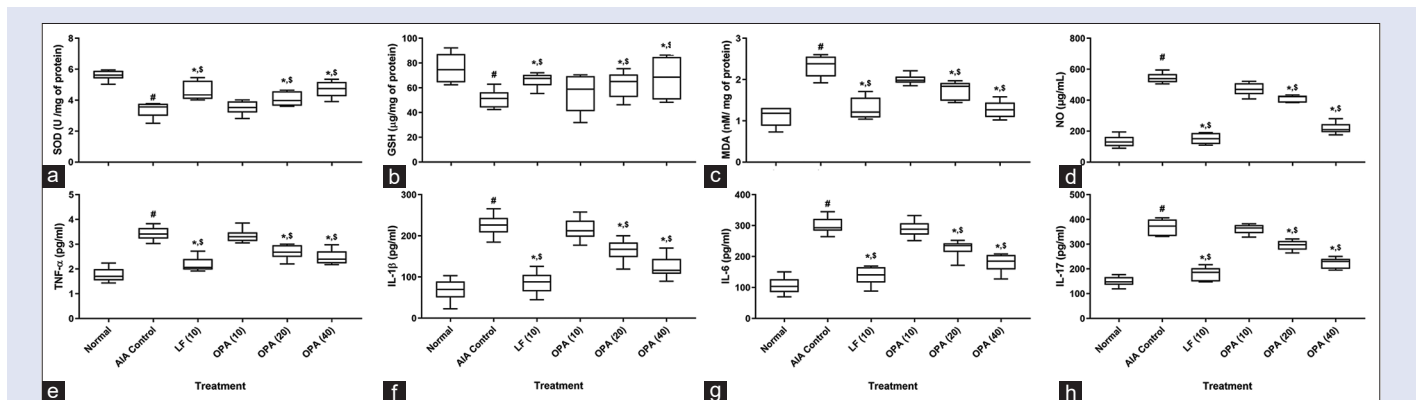 SOD (U /mg of protein)
8
6
4
2
0
#
*,$
*,$
*,$
a
GSH (µg/mg of protein)
100
80
60
40
20
0
#
*,$
*,$
*,$
b
MDA (nM/ mg of protein)
3
2
1
0
#
*,$
*,$
*,$
c
NO (µg/mL)
800
600
400
200
0
#
*,$
*,$
*,$
d
TNF-α (pg/ml)
5
4
3
2
1
0
#
*,$
*,$
*,$
Normal
AIA Control
LF (10)
OPA (10)
OPA (20)
OPA (40)
Treatment
e
IL-1β (pg/ml)
300
200
100
0
#
*,$
*,$
*,$
Normal
AIA Control
LF (10)
OPA (10)
OPA (20)
OPA (40)
Treatment
f
IL-6 (pg/ml)
400
300
200
100
0
#
*,$
*,$
*,$
Normal
AIA Control
LF (10)
OPA (10)
OPA (20)
OPA (40)
Treatment
g
IL-17 (pg/ml)
500
400
300
200
100
0
#
*,$
*,$
*,$
Normal
AIA Control
LF (10)
OPA (10)
OPA (20)
OPA (40)
Treatment
h